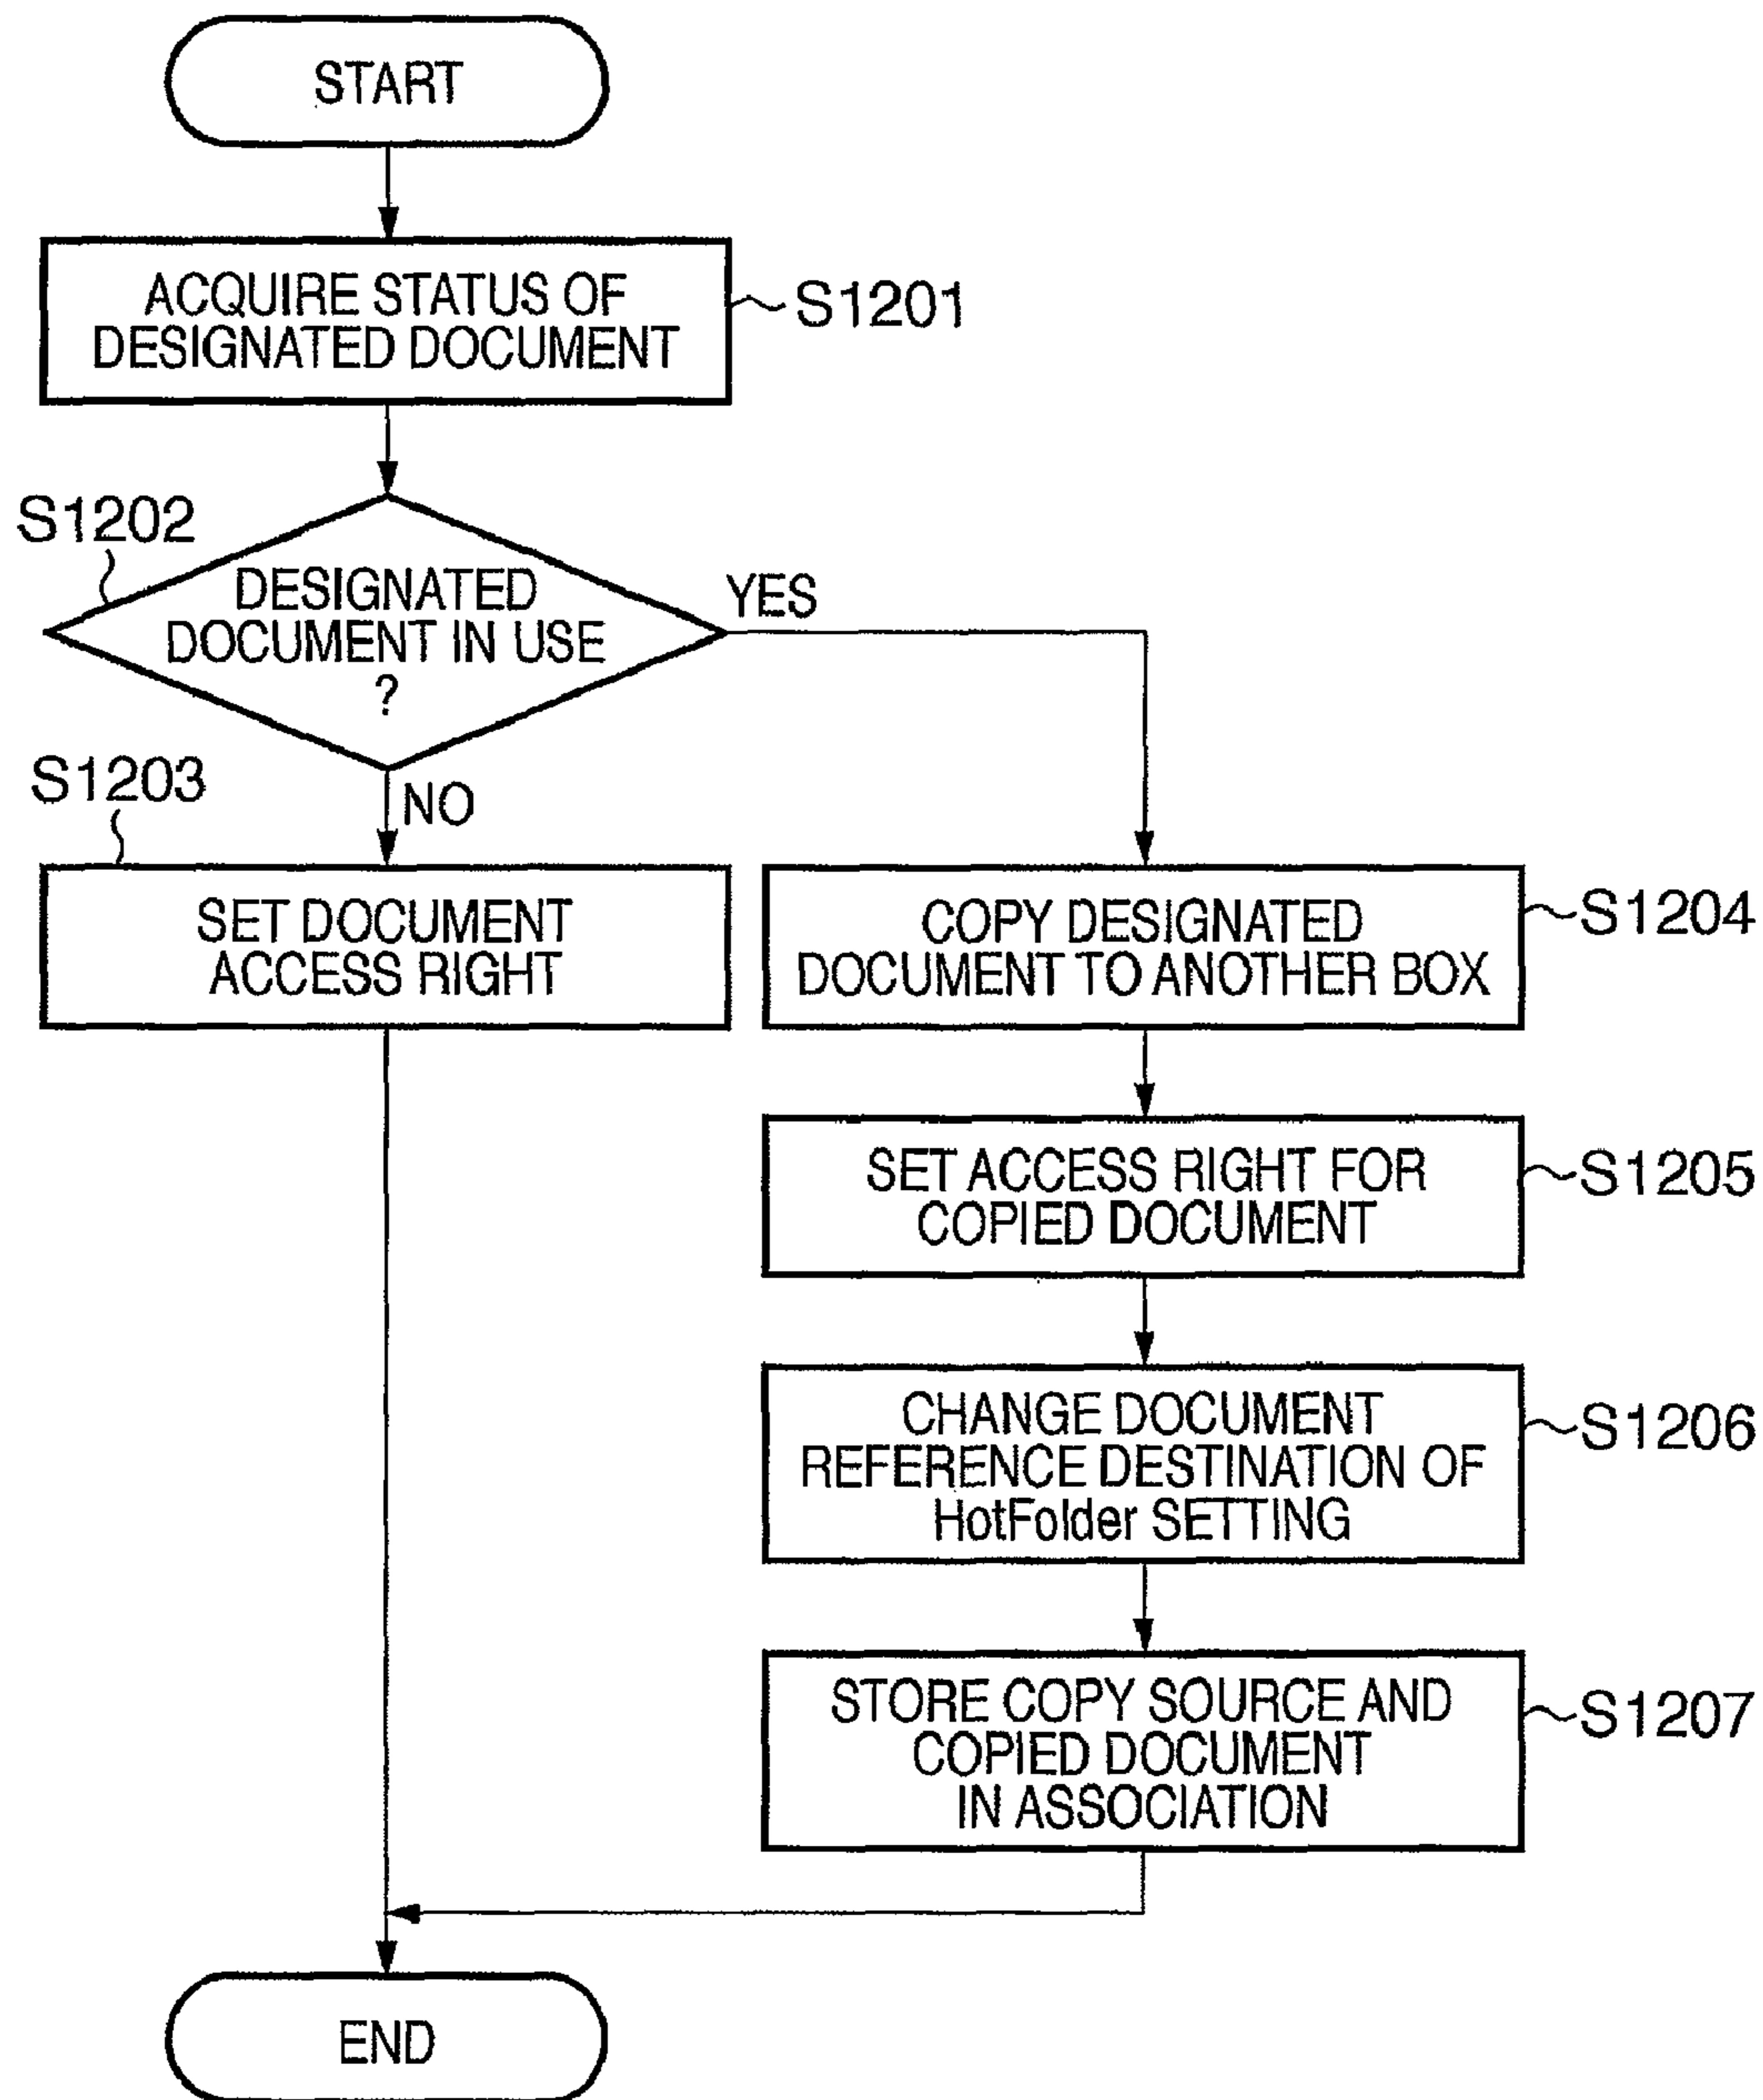 START
ACQUIRE STATUS OF
DESIGNATED DOCUMENT
S1201
S1202
DESIGNATED
DOCUMENT IN USE
?
YES
NO
S1203
SET DOCUMENT
ACCESS RIGHT
COPY DESIGNATED
DOCUMENT TO ANOTHER BOX
S1204
SET ACCESS RIGHT FOR
COPIED DOCUMENT
S1205
CHANGE DOCUMENT
REFERENCE DESTINATION OF
HotFolder SETTING
S1206
STORE COPY SOURCE AND
COPIED DOCUMENT
IN ASSOCIATION
S1207
END